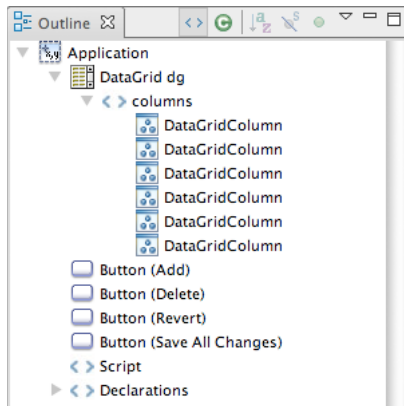 Outline
Application
DataGrid dg
columns
DataGridColumn
DataGridColumn
DataGridColumn
DataGridColumn
DataGridColumn
DataGridColumn
Button (Add)
Button (Delete)
Button (Revert)
Button (Save All Changes)
Script
Declarations